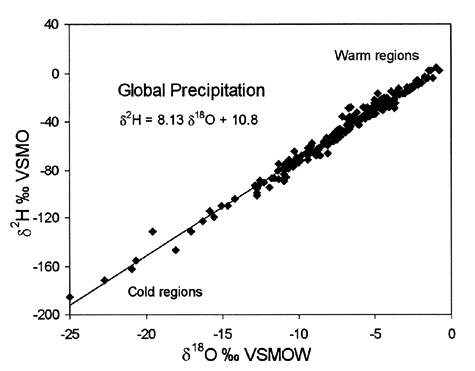 40
0
-40
-80
-120
-160
-200
δ²H ‰ VSMO
Warm regions
Global Precipitation
δ²H = 8.13 δ¹⁸O + 10.8
Cold regions
-25 -20 -15 -10 -5 0
δ¹⁸O ‰ VSMOW